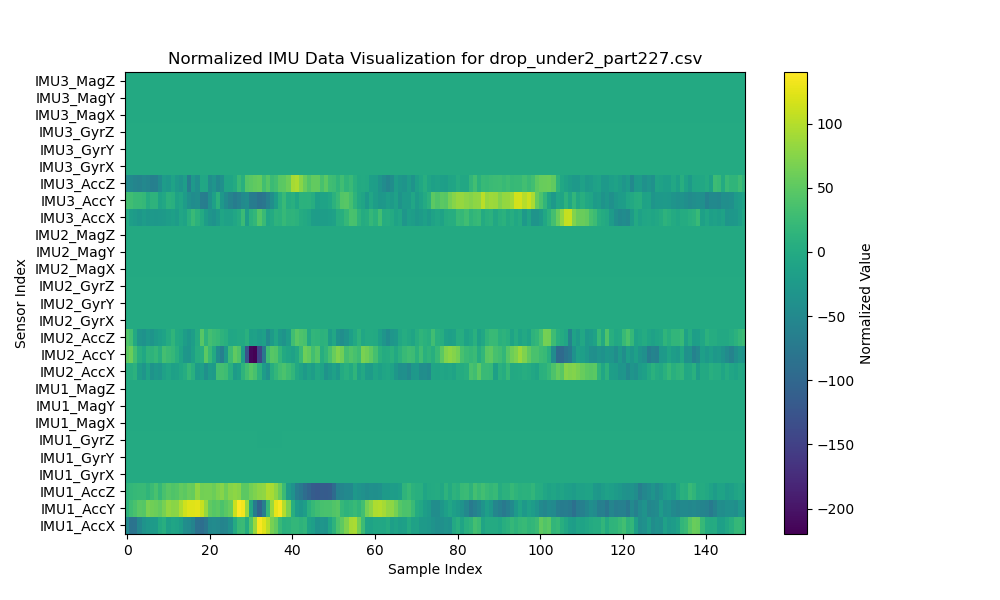 Normalized IMU Data Visualization for drop_under2_part227.csv
IMU3_MagZ
IMU3_MagY
IMU3_MagX
IMU3_GyrZ
IMU3_GyrY
IMU3_GyrX
IMU3_AccZ
IMU3_AccY
IMU3_AccX
IMU2_MagZ
IMU2_MagY
IMU2_MagX
IMU2_GyrZ
IMU2_GyrY
IMU2_GyrX
IMU2_AccZ
IMU2_AccY
IMU2_AccX
IMU1_MagZ
IMU1_MagY
IMU1_MagX
IMU1_GyrZ
IMU1_GyrY
IMU1_GyrX
IMU1_AccZ
IMU1_AccY
IMU1_AccX
Sensor Index
0 20 40 60 80 100 120 140
Sample Index
100
50
0
−50
−100
−150
−200
Normalized Value